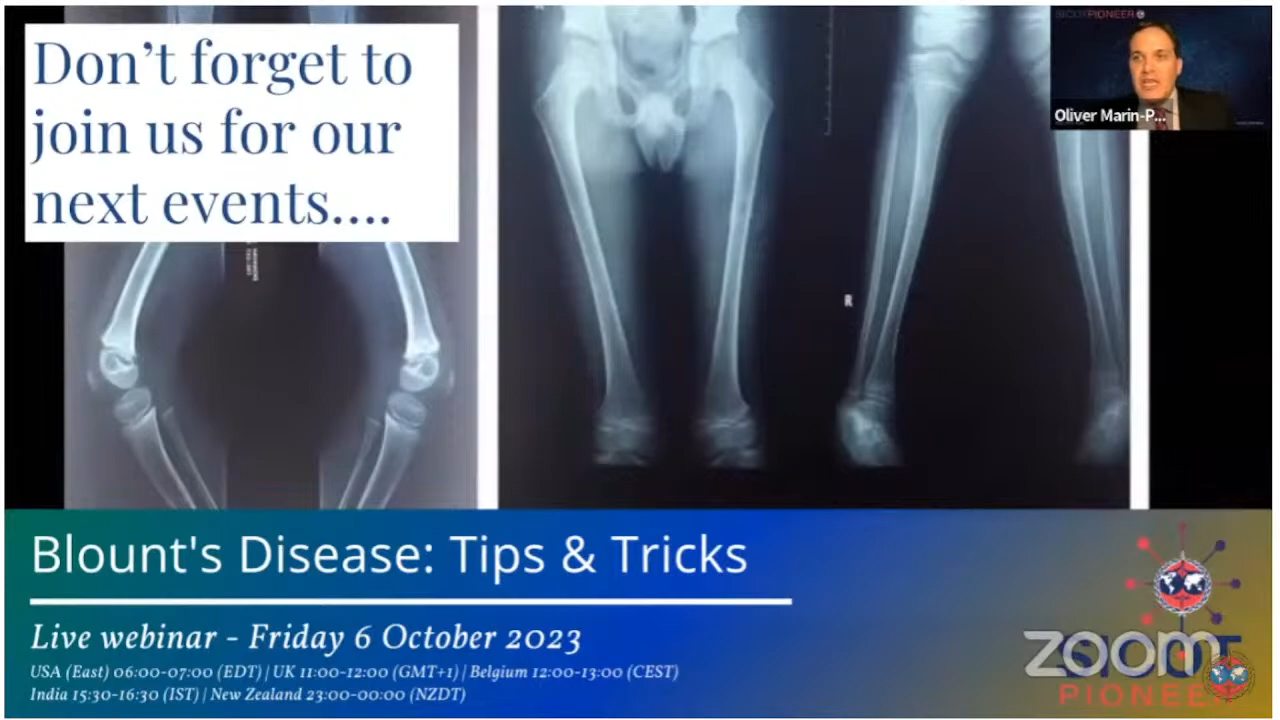 Don't forget to
join us for our
next events....
Oliver Marin-P...
R
Blount's Disease: Tips & Tricks
Live webinar - Friday 6 October 2023
USA (East) 06:00-07:00 (EDT) | UK 11:00-12:00 (GMT+1) | Belgium 12:00-13:00 (CEST)
India 15:30-16:30 (IST) | New Zealand 23:00-00:00 (NZDT)
zoom
PIONEER